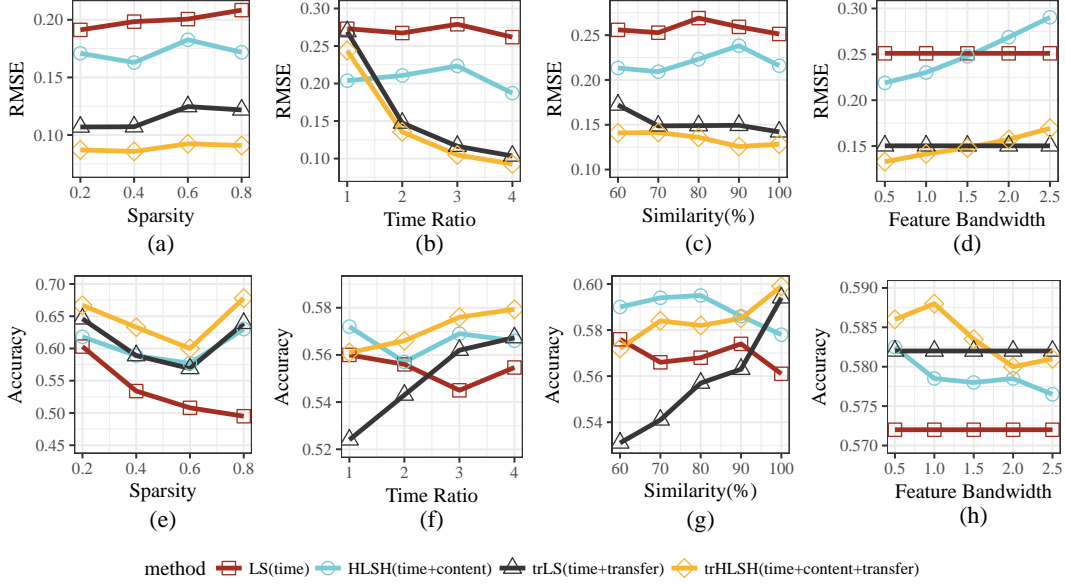 RMSE
0.20
0.15
0.10
0.2 0.4 0.6 0.8
Sparsity
(a)
RMSE
0.30
0.25
0.20
0.15
0.10
1 2 3 4
Time Ratio
(b)
RMSE
0.25
0.20
0.15
0.10
60 70 80 90 100
Similarity(%)
(c)
RMSE
0.30
0.25
0.20
0.15
0.5 1.0 1.5 2.0 2.5
Feature Bandwidth
(d)
Accuracy
0.70
0.65
0.60
0.55
0.50
0.45
0.2 0.4 0.6 0.8
Sparsity
(e)
Accuracy
0.58
0.56
0.54
0.52
1 2 3 4
Time Ratio
(f)
Accuracy
0.60
0.58
0.56
0.54
60 70 80 90 100
Similarity(%)
(g)
Accuracy
0.590
0.585
0.580
0.575
0.570
0.5 1.0 1.5 2.0 2.5
Feature Bandwidth
(h)
method LS(time) HLSH(time+content) trLS(time+transfer) trHLSH(time+content+transfer)